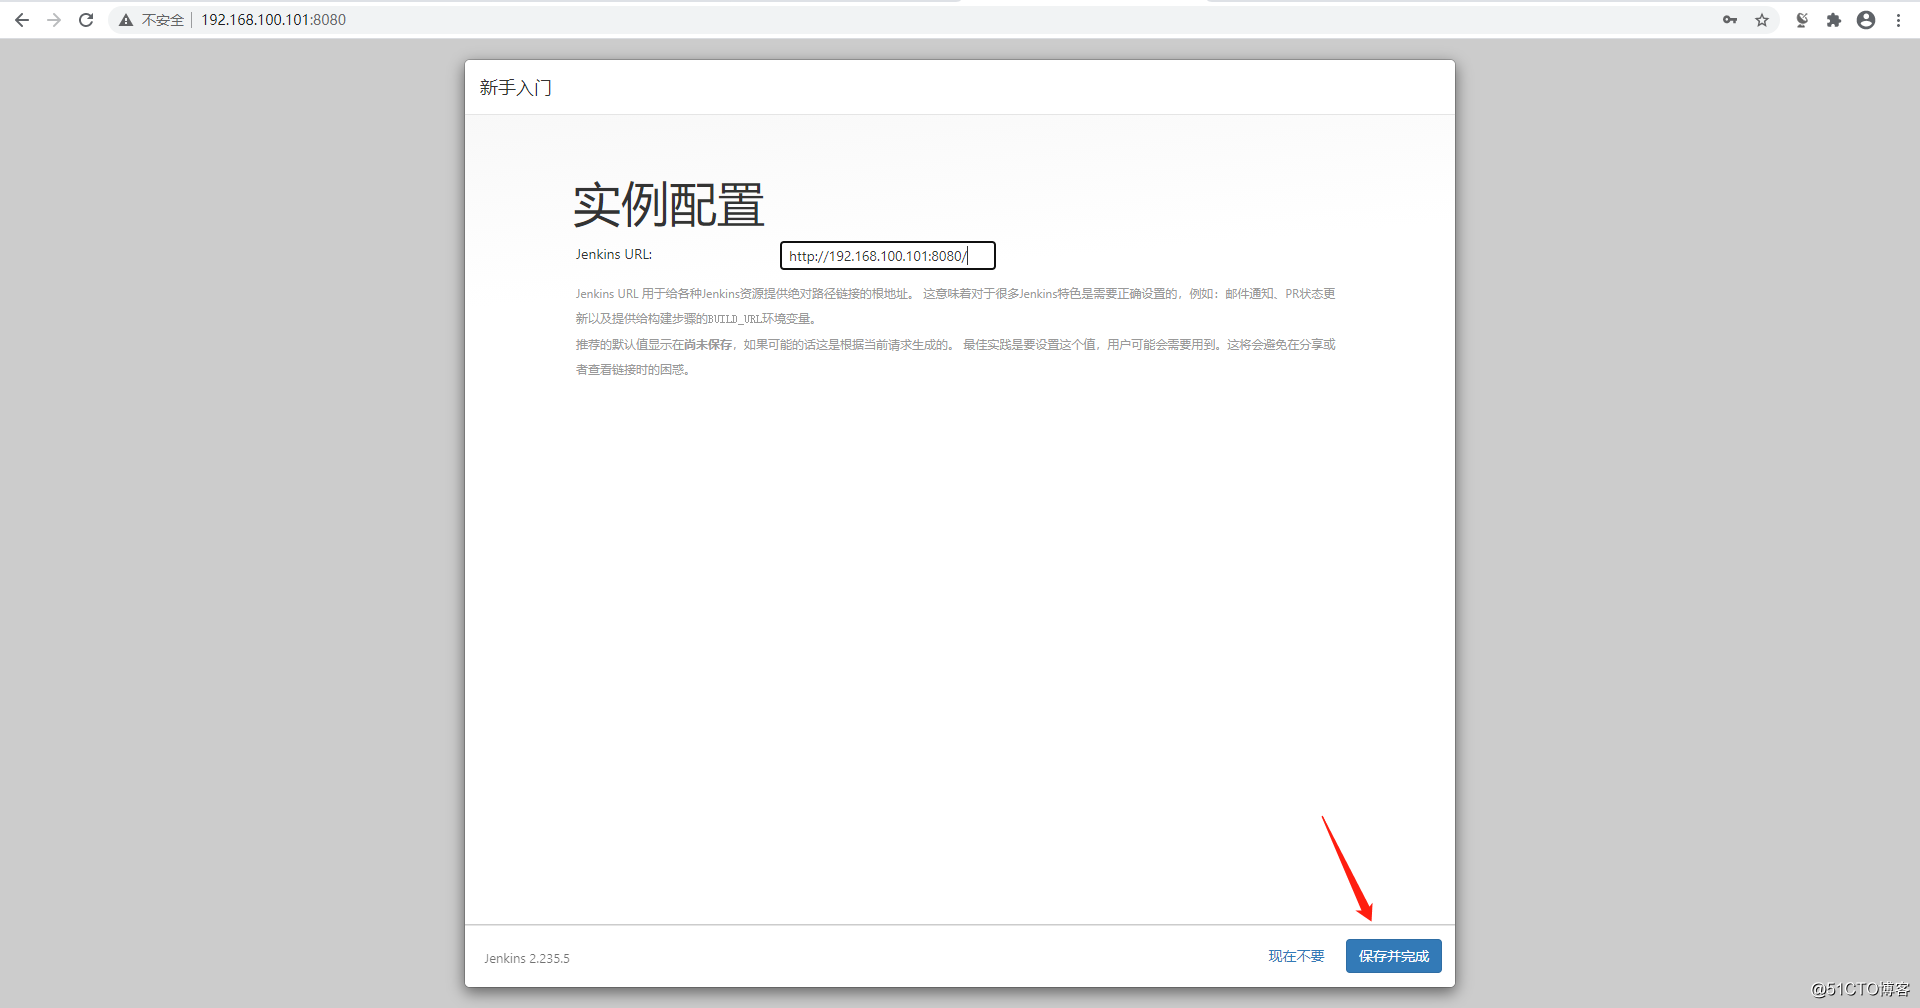 不安全 192.168.100.101:8080
新手入门
实例配置
Jenkins URL: http://192.168.100.101:8080/
Jenkins URL 用于给各种Jenkins资源提供绝对路径链接的根地址。 这意味着对于很多Jenkins特色是需要正确设置的，例如：邮件通知、PR状态更
新以及提供给构建步骤的BUILD_URL环境变量。
推荐的默认值显示在尚未保存，如果可能的话这是根据当前请求生成的。 最佳实践是要设置这个值，用户可能会需要用到。这将会避免在分享或
者查看链接时的困惑。
Jenkins 2.235.5 现在不要 保存并完成
@51CTO博客